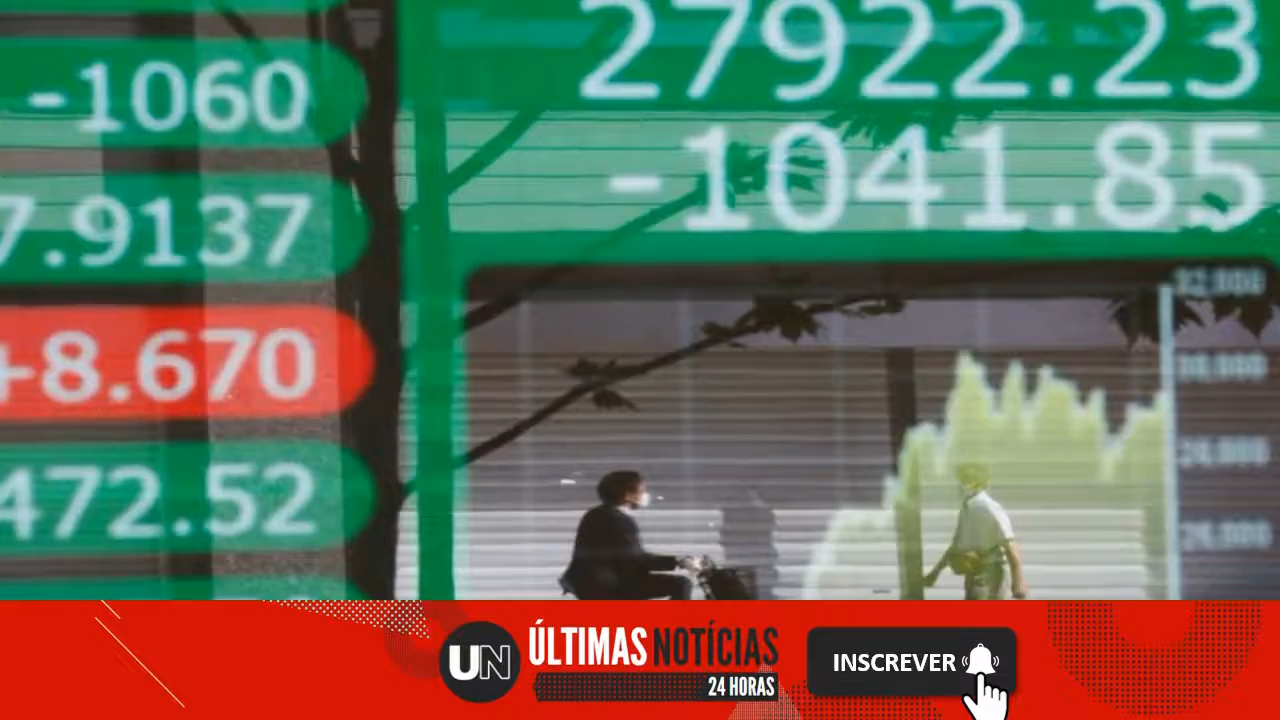 27922.23
-1041.85
-1060
7.9137
+8.670
472.52
UN
ÚLTIMAS NOTÍCIAS
24 HORAS
INSCREVER